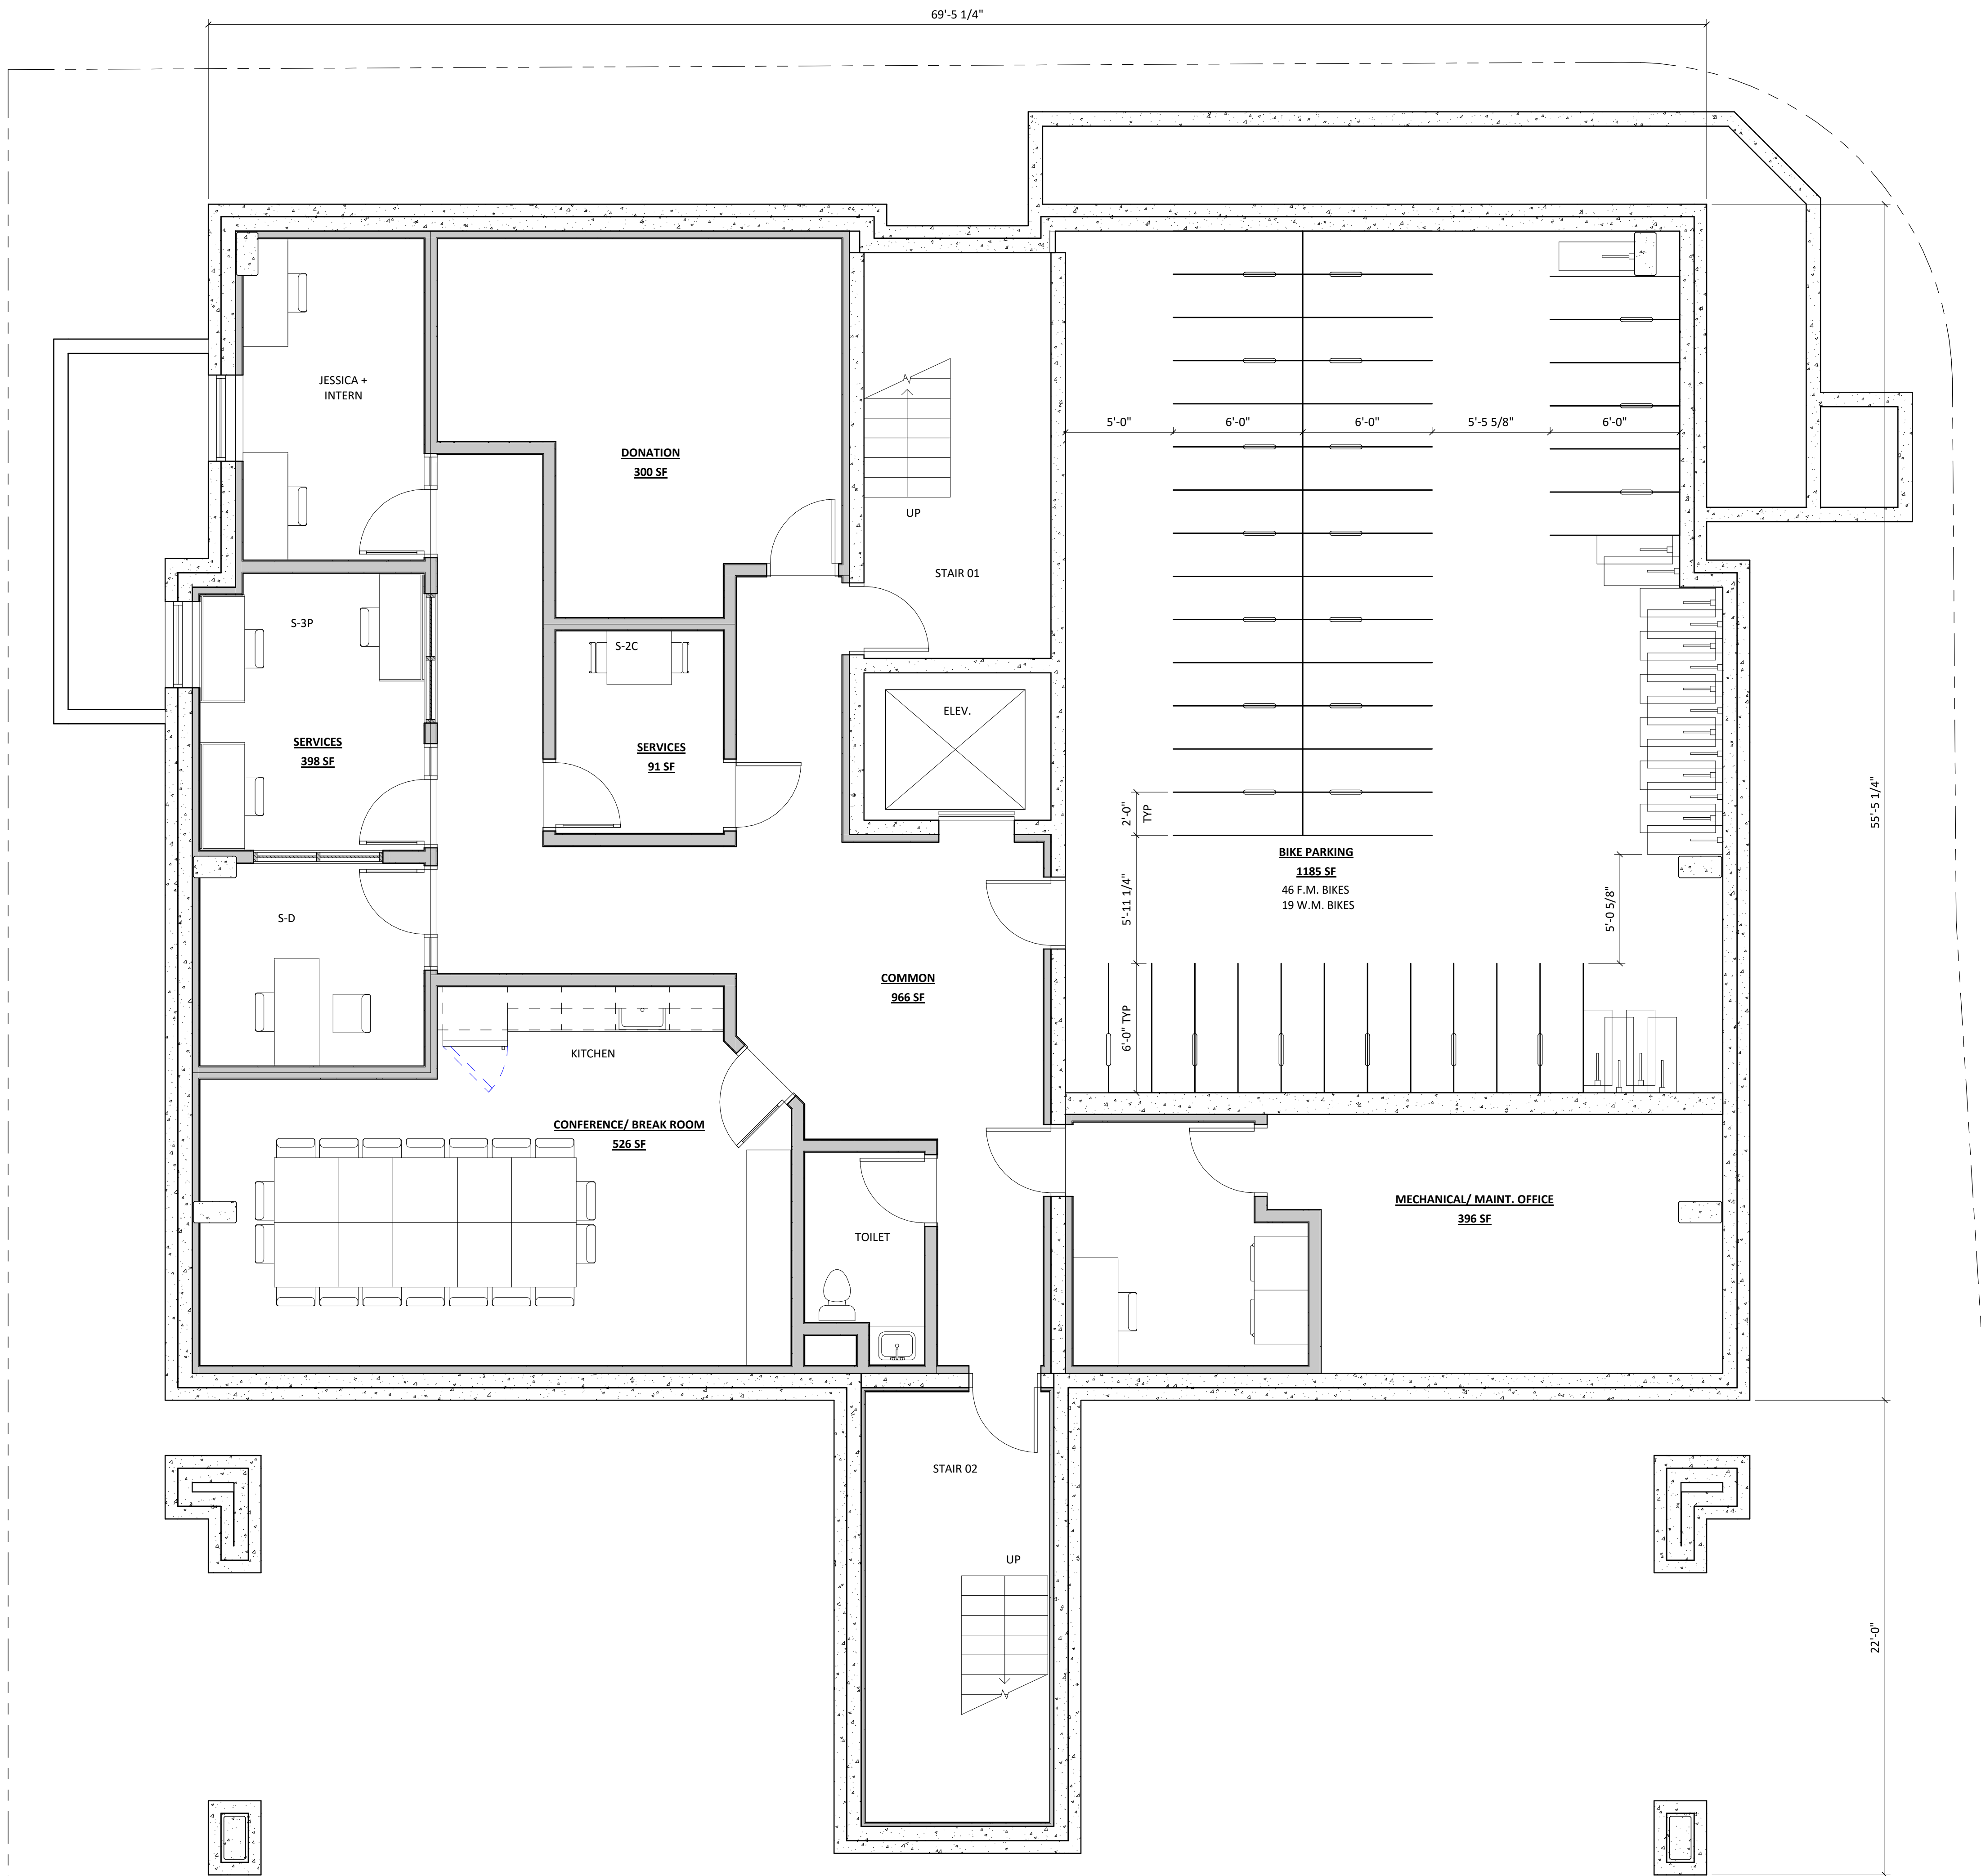 69'-5 1/4"
JESSICA +
INTERN
DONATION
300 SF
UP
STAIR 01
5'-0"
6'-0"
6'-0"
5'-5 5/8"
6'-0"
S-3P
S-2C
SERVICES
398 SF
SERVICES
91 SF
ELEV.
2'-0"
TYP
55'-5 1/4"
BIKE PARKING
1185 SF
46 F.M. BIKES
19 W.M. BIKES
5'-11 1/4"
5'-0 5/8"
S-D
COMMON
966 SF
6'-0" TYP
KITCHEN
CONFERENCE/ BREAK ROOM
526 SF
MECHANICAL/ MAINT. OFFICE
396 SF
TOILET
STAIR 02
UP
22'-0"